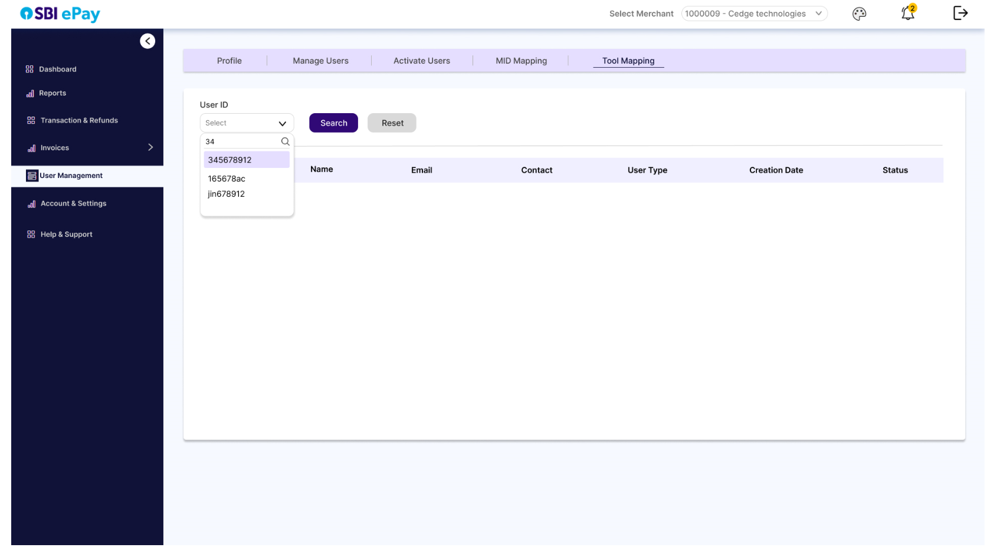 SBI ePay
Select Merchant 1000009 - Cedge technologies 2
Dashboard
Reports
Transaction & Refunds
Invoices
User Management
Account & Settings
Help & Support
Profile Manage Users Activate Users MID Mapping Tool Mapping
User ID
Select Search Reset
34
345678912
165678ac
jin678912
Name Email Contact User Type Creation Date Status